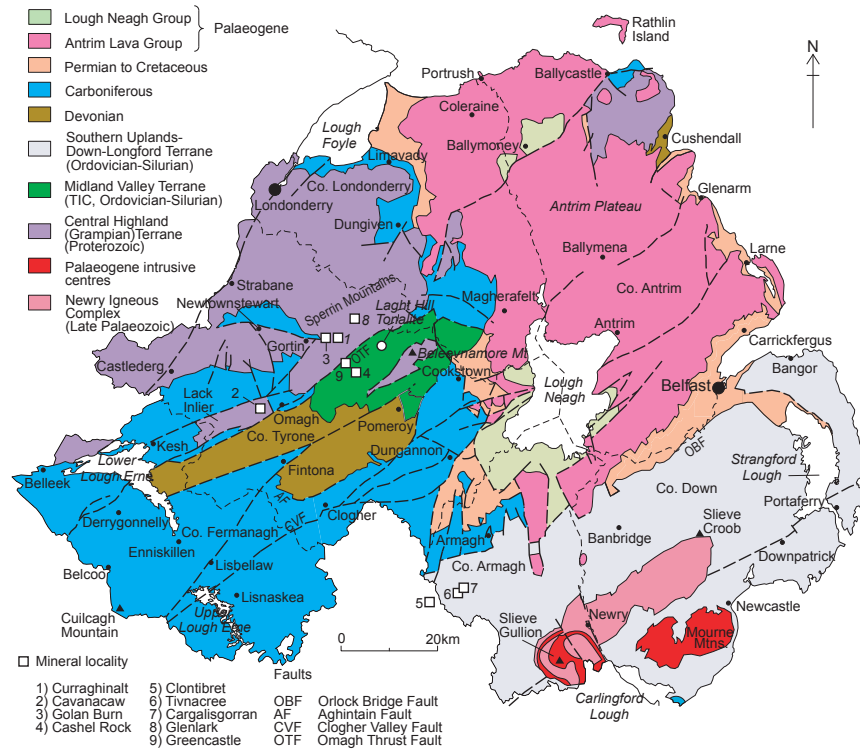 Lough Neagh Group
Antrim Lava Group
Palaeogene
Permian to Cretaceous
Carboniferous
Devonian
Southern Uplands-
Down-Longford Terrane
(Ordovician-Silurian)
Midland Valley Terrane
(TIC, Ordovician-Silurian)
Central Highland
(Grampian)Terrane
(Proterozoic)
Palaeogene intrusive
centres
Newry Igneous
Complex
(Late Palaeozoic)
Rathlin
Island
N
Portrush
Ballycastle
Coleraine
Lough
Foyle
Ballymoney
Cushendall
Limavady
Co. Londonderry
Londonderry
Glenarm
Antrim Plateau
Dungiven
Ballymena
Larne
Strabane
Sperrin Mountains
Co. Antrim
Newtownstewart
Magherafelt
Laght Hill
Tonalite
8
1
3
Gortin
OTF
Antrim
Carrickfergus
Beleevnamore Mt
Bangor
Castlederg
9
4
Cookstown
Lough
Neagh
Belfast
2
Lack
Inlier
Omagh
Co. Tyrone
Pomeroy
Kesh
Dungannon
OBF
Lower
Lough Erne
Fintona
Strangford
Lough
Belleek
AF
CVF
Clogher
Co. Down
Portaferry
Derrygonnelly
Co. Fermanagh
Slieve
Croob
Enniskillen
Armagh
Banbridge
Downpatrick
Lisbellaw
Co. Armagh
Belcoo
5
6
7
Lisnaskea
Newcastle
Cuilcagh
Mountain
Upper
Lough Erne
Slieve
Gullion
Newry
Mourne
Mtns.
0
20km
Carlingford
Lough
Mineral locality
Faults
1) Curraghinalt
2) Cavanacaw
3) Golan Burn
4) Cashel Rock
5) Clontibret
6) Tivnacree
7) Cargalisgorran
8) Glenlark
9) Greencastle
OBF Orlock Bridge Fault
AF Aghintain Fault
CVF Clogher Valley Fault
OTF Omagh Thrust Fault